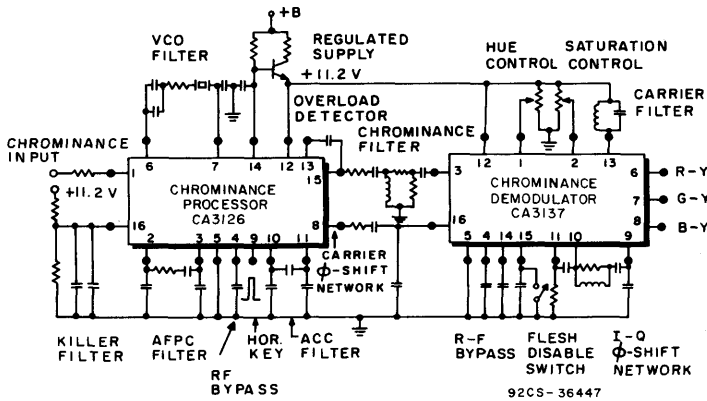 +B
VCO FILTER
REGULATED SUPPLY
+11.2 V
HUE CONTROL
SATURATION CONTROL
OVERLOAD DETECTOR
CARRIER FILTER
CHROMINANCE FILTER
CHROMINANCE INPUT
+11.2 V
6 7 14 12 13
1 15
16 8
CHROMINANCE PROCESSOR CA3126
2 3 5 4 9 10 11
12 1 2 13
3 6 R-Y
7 G-Y
16 8 B-Y
CHROMINANCE DEMODULATOR CA3137
5 4 14 15 11 10 9
CARRIER ϕ-SHIFT NETWORK
KILLER FILTER
AFPC FILTER
RF BYPASS
HOR. KEY
ACC FILTER
R-F BYPASS
FLESH DISABLE SWITCH
I-Q ϕ-SHIFT NETWORK
92CS-36447